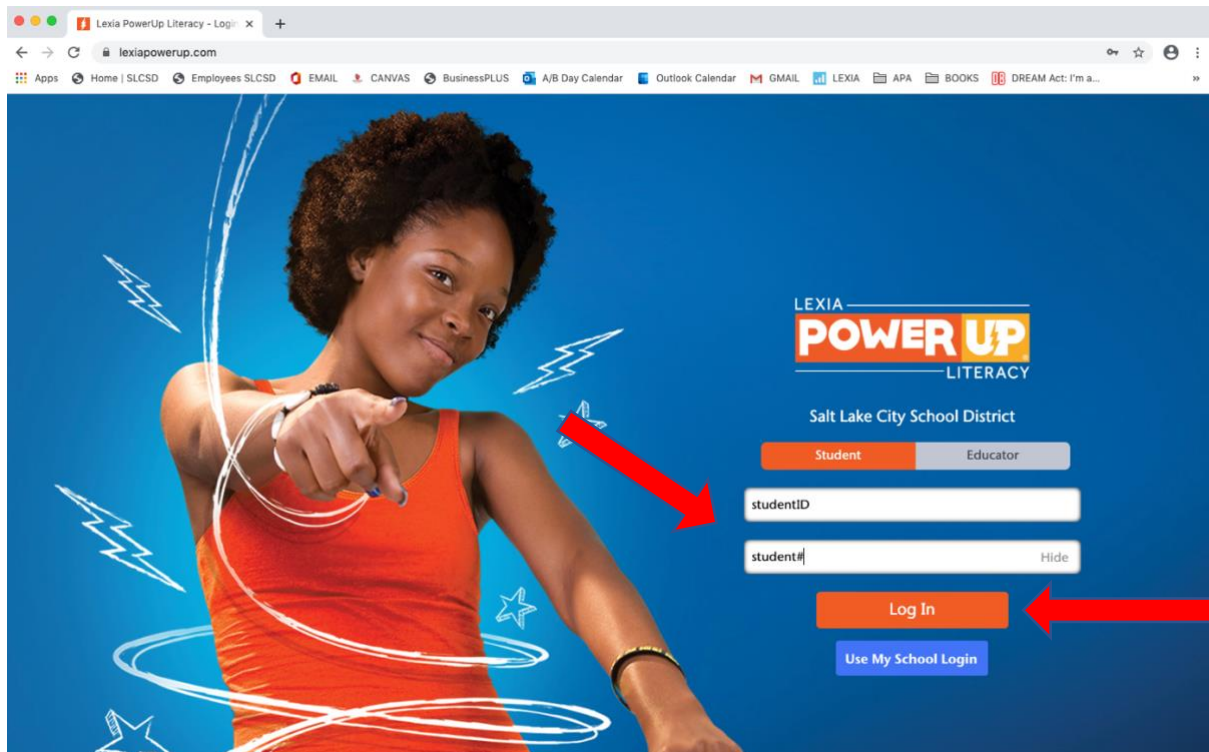 Lexia PowerUp Literacy - Login
lexiapowerup.com
Apps Home | SLCSD Employees SLCSD EMAIL CANVAS BusinessPLUS A/B Day Calendar Outlook Calendar GMAIL LEXIA APA BOOKS DREAM Act: I'm a...
LEXIA
POWER UP
LITERACY
Salt Lake City School District
Student Educator
studentID
student# Hide
Log In
Use My School Login